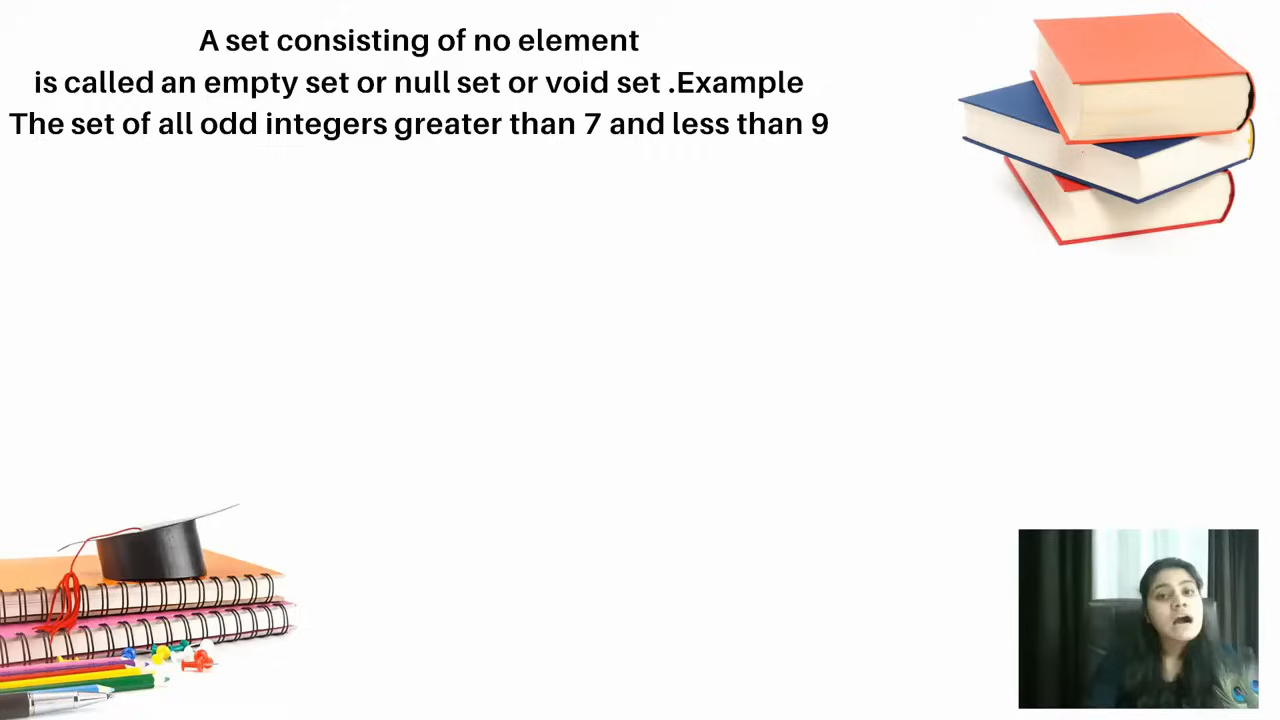 A set consisting of no element
is called an empty set or null set or void set .Example
The set of all odd integers greater than 7 and less than 9